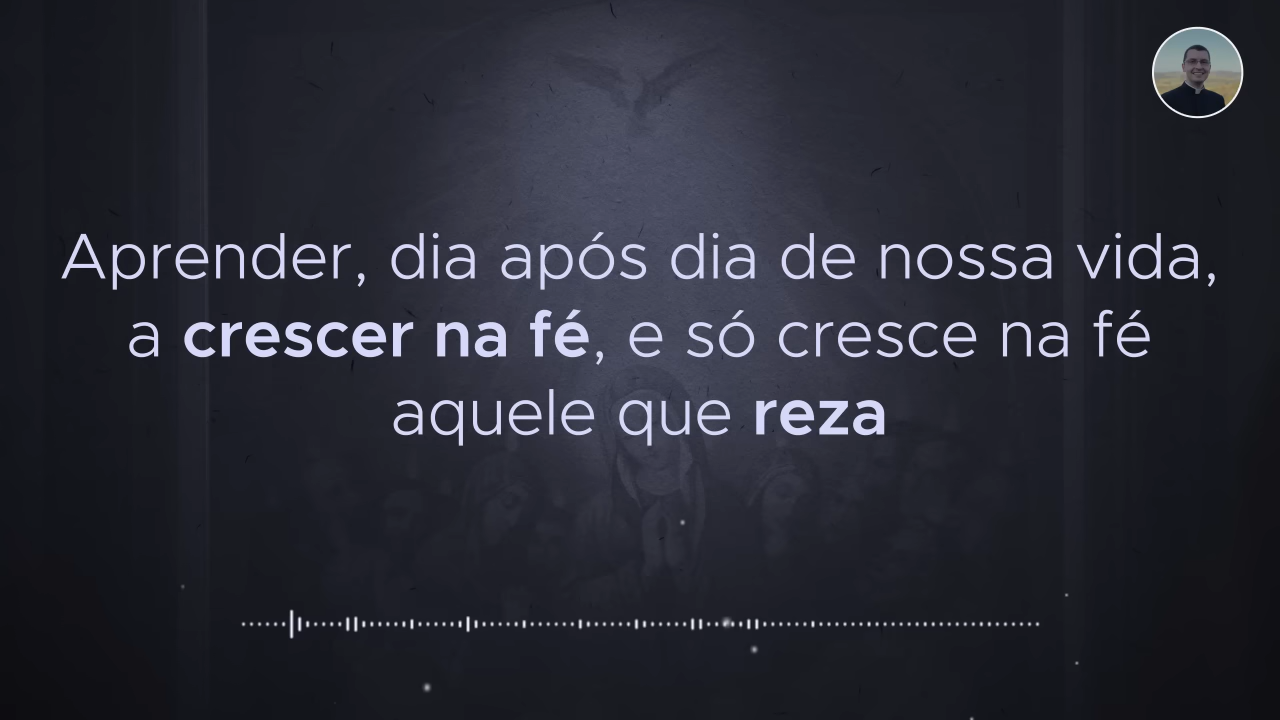 Aprender, dia após dia de nossa vida,
a crescer na fé, e só cresce na fé
aquele que reza